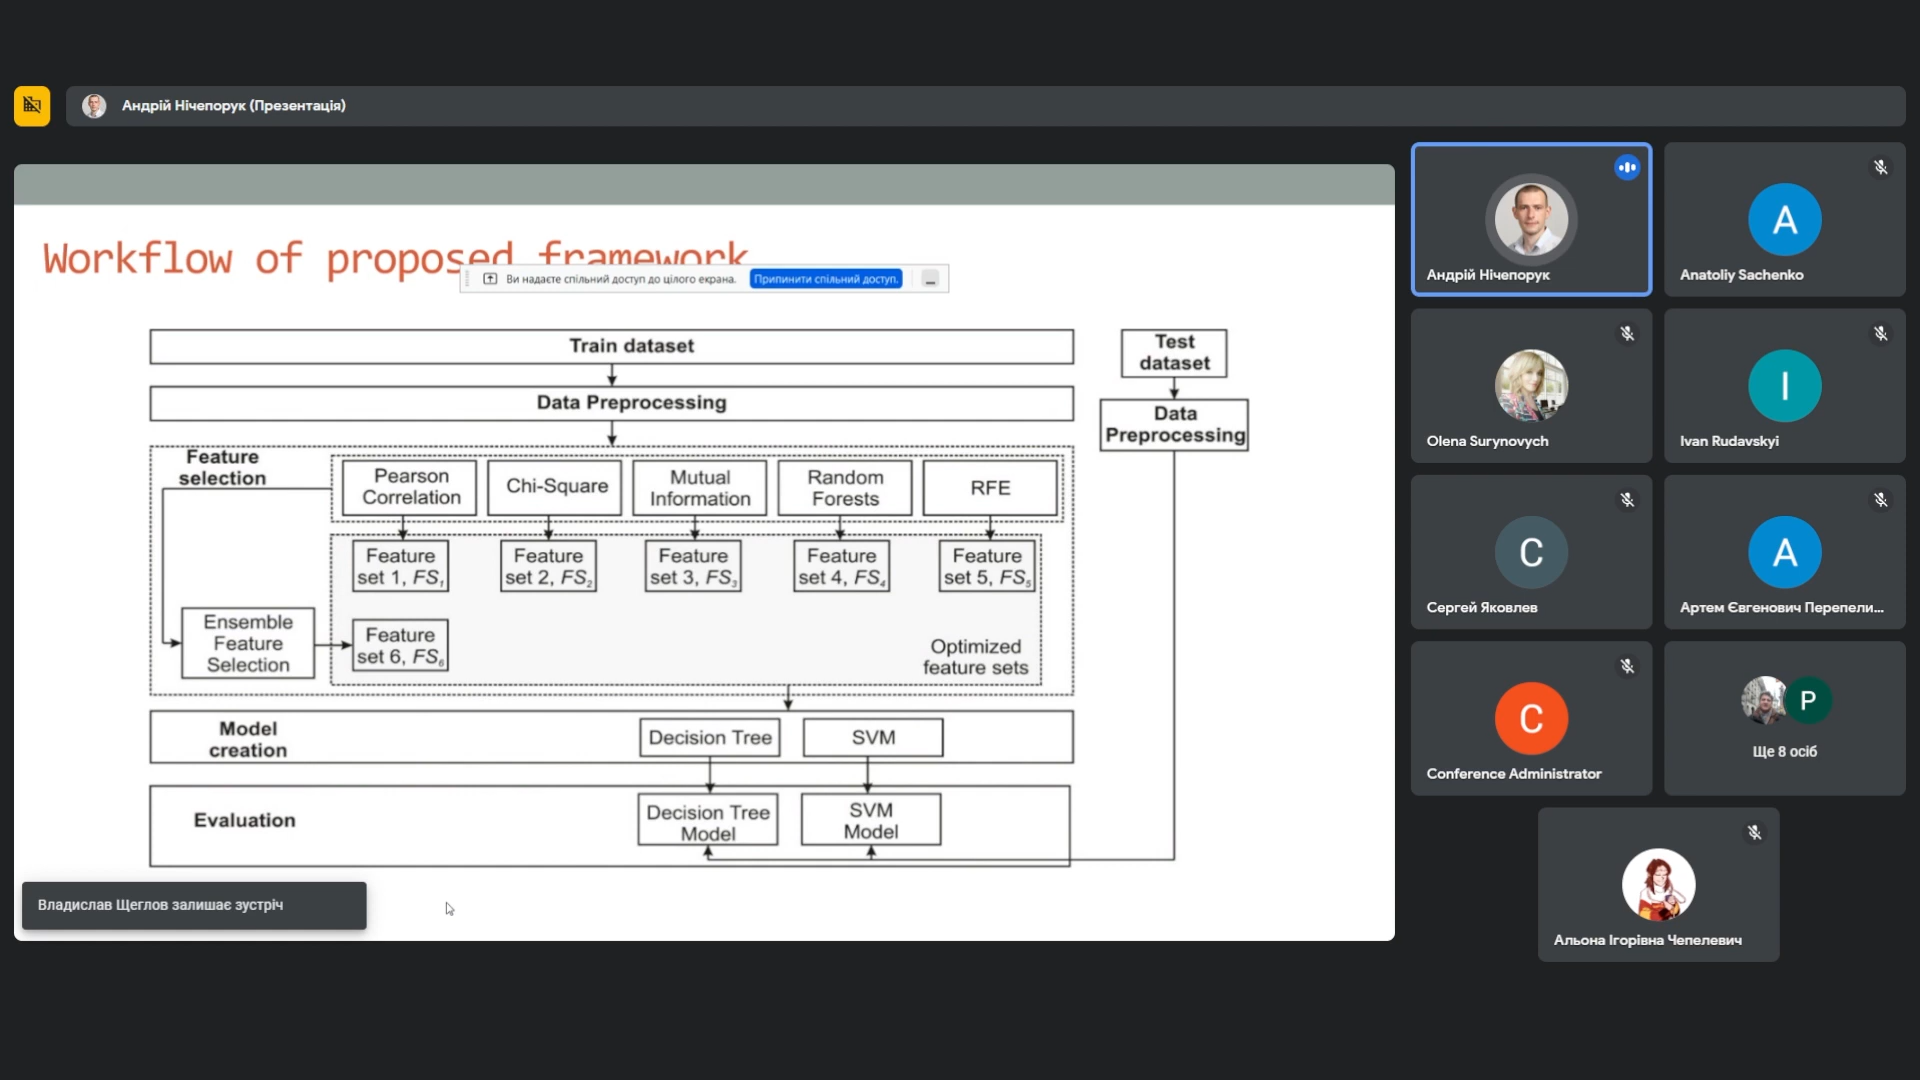 Андрій Нічепорук (Презентація)
Workflow of proposed framework
Ви надаєте спільний доступ до цілого екрана.
Припинити спільний доступ.
Train dataset
Data Preprocessing
Feature
selection
Pearson
Correlation
Chi-Square
Mutual
Information
Random
Forests
RFE
Feature
set 1, FS₁
Feature
set 2, FS₂
Feature
set 3, FS₃
Feature
set 4, FS₄
Feature
set 5, FS₅
Ensemble
Feature
Selection
Feature
set 6, FS₆
Optimized
feature sets
Model
creation
Decision Tree
SVM
Evaluation
Decision Tree
Model
SVM
Model
Test
dataset
Data
Preprocessing
Владислав Щеглов залишає зустріч
Андрій Нічепорук
A
Anatoliy Sachenko
Olena Surynovych
I
Ivan Rudavskyi
C
Сергей Яковлев
A
Артем Євгенович Перепели...
C
Conference Administrator
P
Ще 8 осіб
Альона Ігорівна Чепелевич